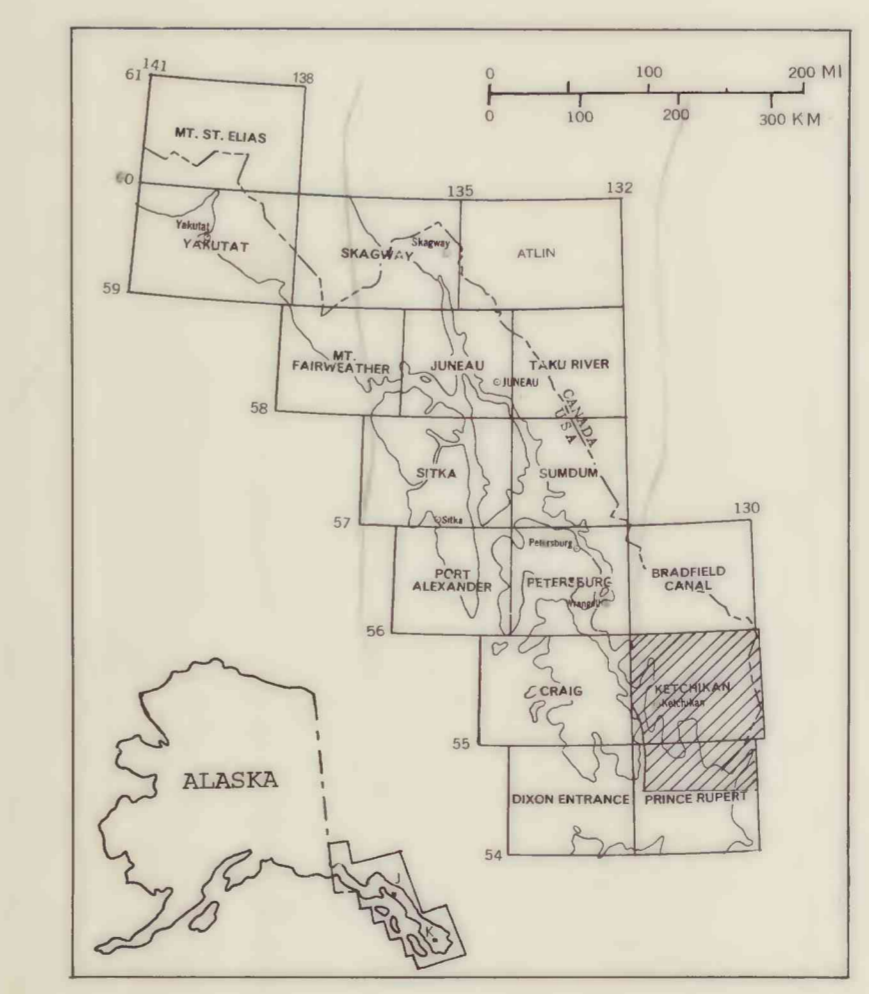 141
61
138
0 100 200 MI
0 100 200 300 KM
MT. ST. ELIAS
60
135
132
Yakutat
YAKUTAT
Skagway
SKAGWAY
ATLIN
59
MT.
FAIRWEATHER
JUNEAU
TAKU RIVER
JUNEAU
58
CANADA
USA
SITKA
SUMDUM
57
Sitka
130
Petersburg
PORT
ALEXANDER
PETERSBURG
BRADFIELD
CANAL
Wrangell
56
CRAIG
KETCHIKAN
Ketchikan
55
ALASKA
DIXON ENTRANCE
PRINCE RUPERT
54
J
K